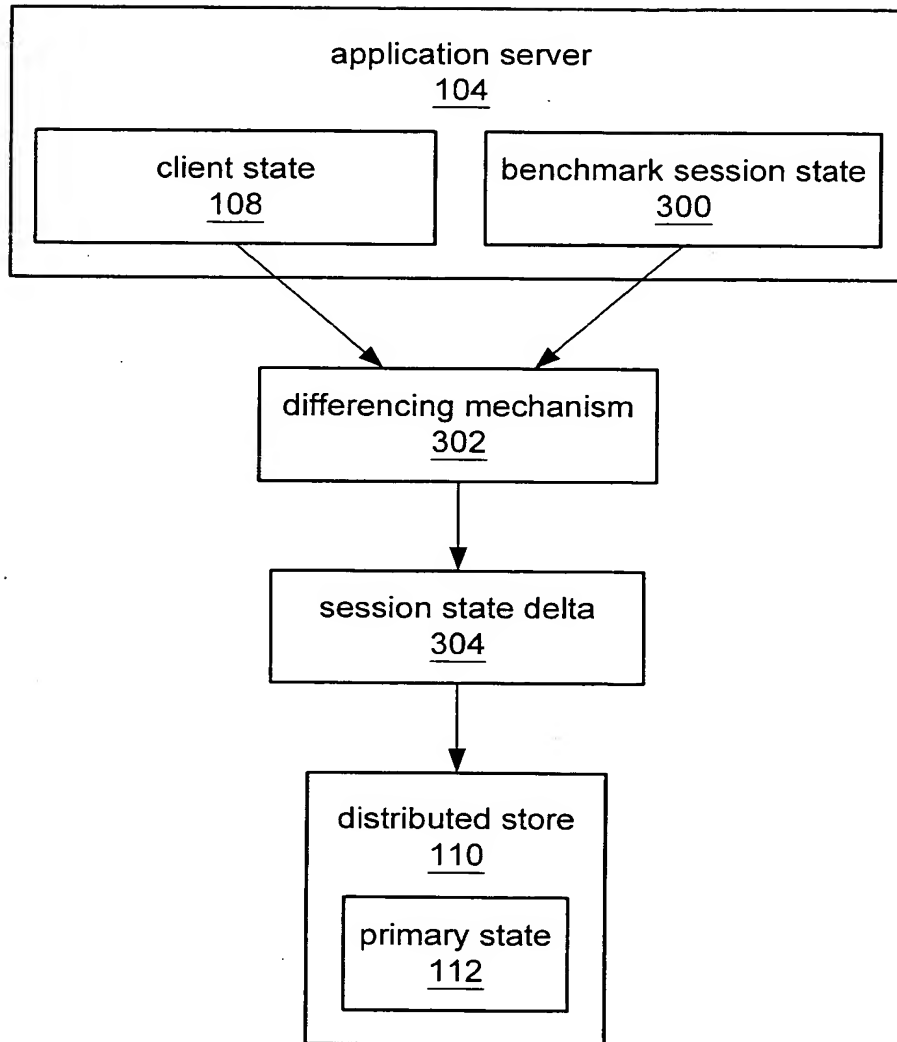 application server
104
client state
108
benchmark session state
300
differencing mechanism
302
session state delta
304
distributed store
110
primary state
112